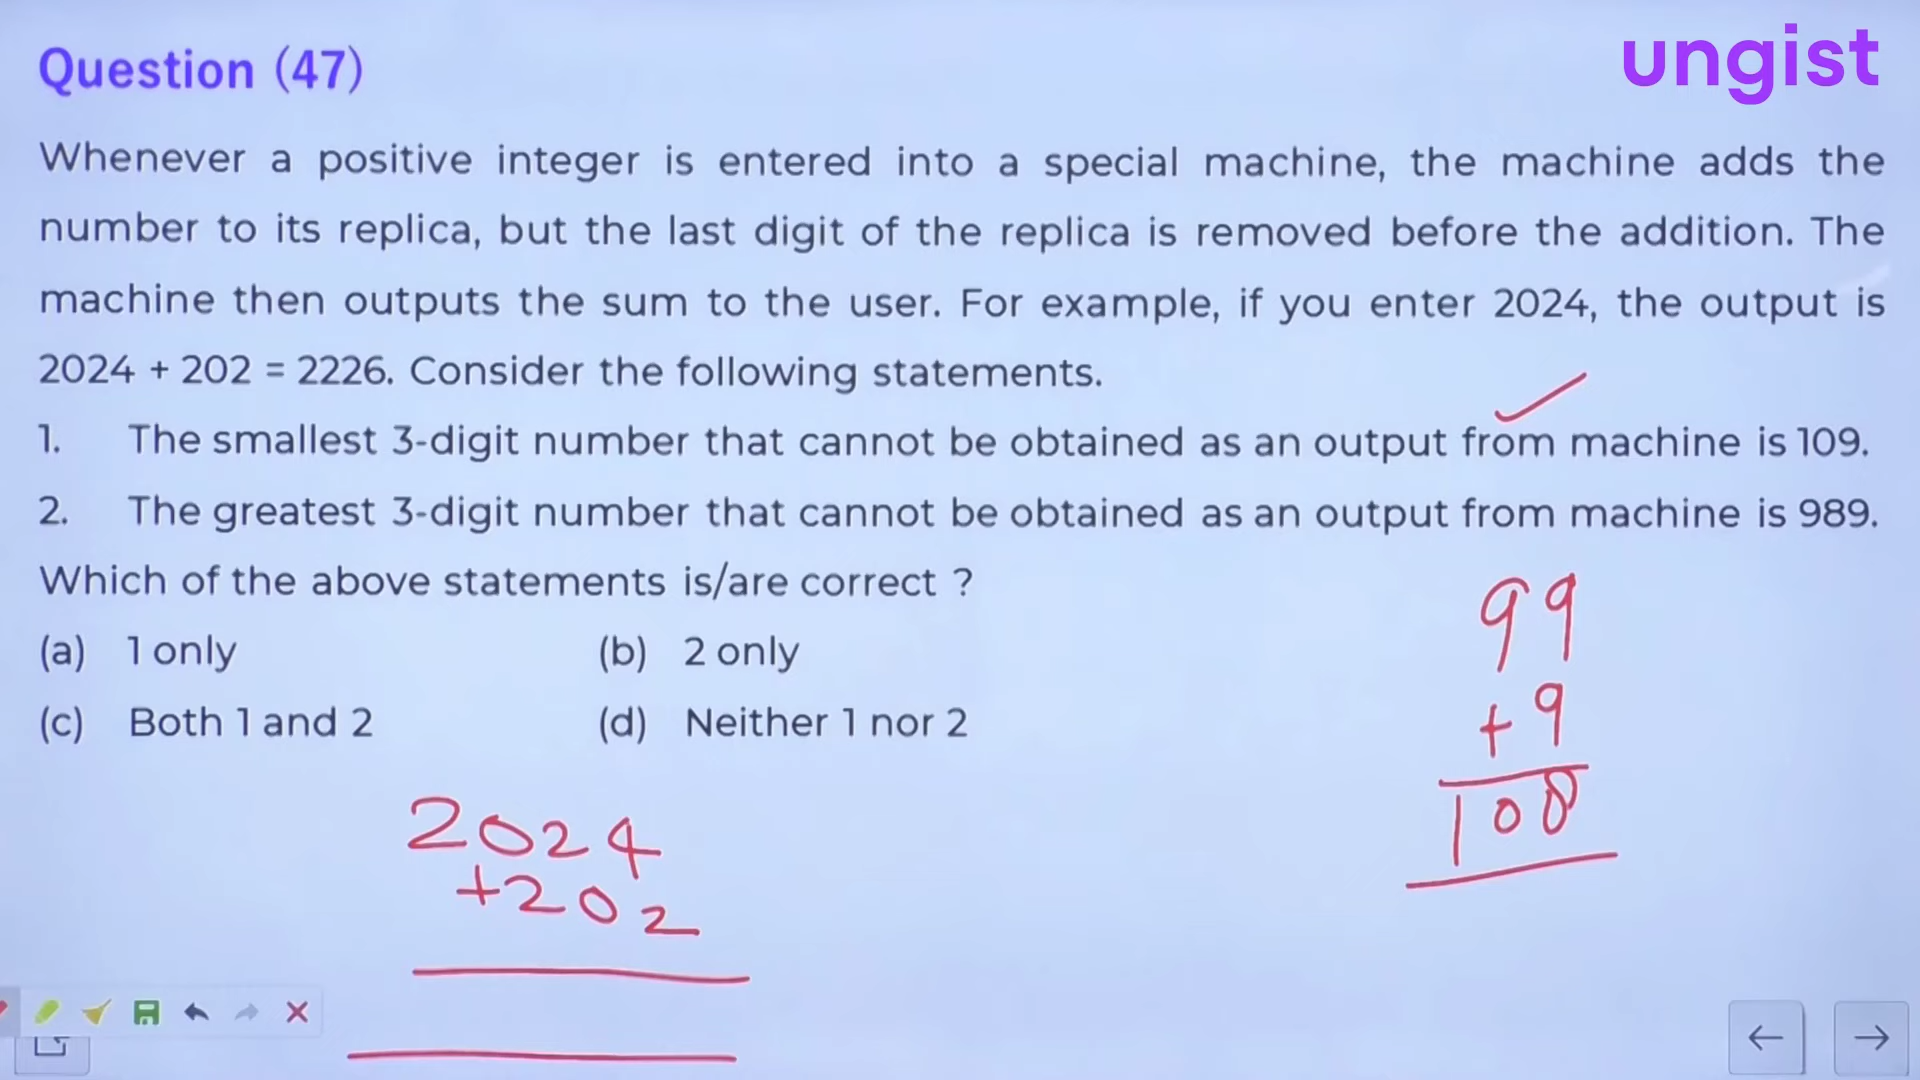 Question (47)
ungist
Whenever a positive integer is entered into a special machine, the machine adds the
number to its replica, but the last digit of the replica is removed before the addition. The
machine then outputs the sum to the user. For example, if you enter 2024, the output is
2024 + 202 = 2226. Consider the following statements.
1. The smallest 3-digit number that cannot be obtained as an output from machine is 109.
2. The greatest 3-digit number that cannot be obtained as an output from machine is 989.
Which of the above statements is/are correct ?
(a) 1 only (b) 2 only
(c) Both 1 and 2 (d) Neither 1 nor 2
99
+9
108
2024
+202